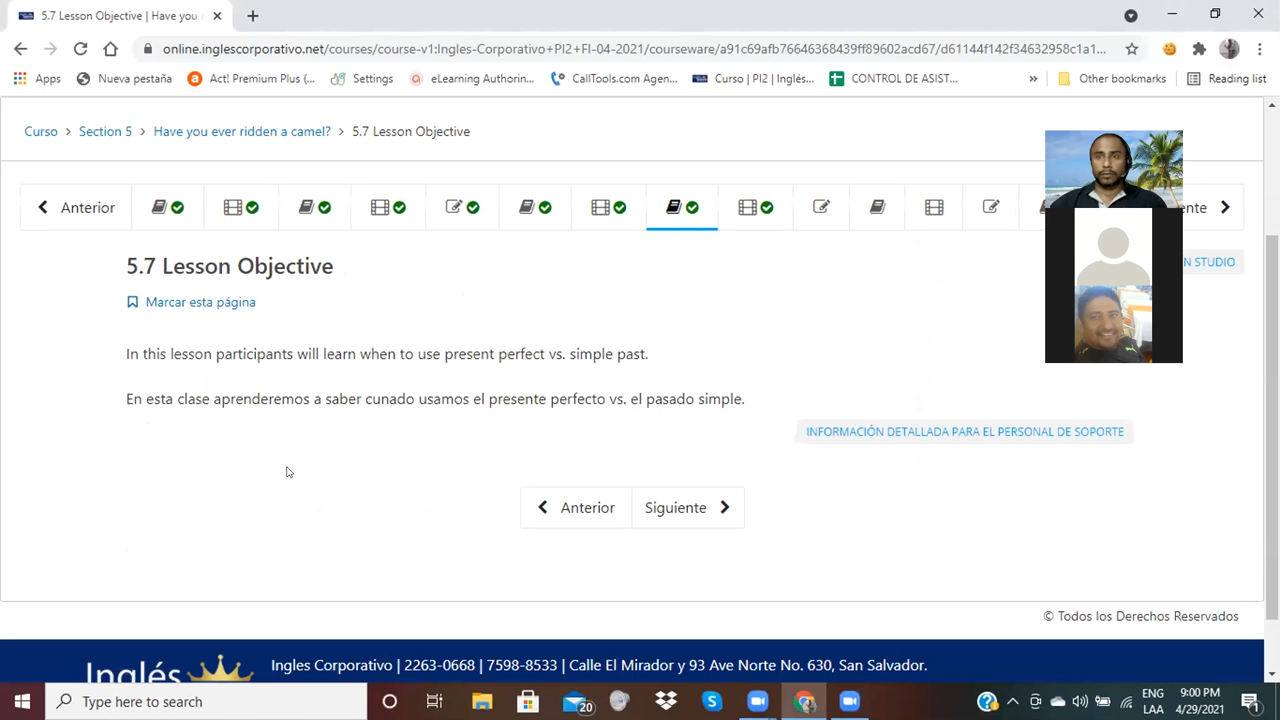 5.7 Lesson Objective | Have you e
online.inglescorporativo.net/courses/course-v1:Ingles-Corporativo+PI2+FI-04-2021/courseware/a91c69afb76646368439ff89602acd67/d61144f142f34632958c1a1...
Apps Nueva pestaña Act! Premium Plus (... Settings eLearning Authorin... CallTools.com Agen... Curso | PI2 | Inglés... CONTROL DE ASIST... » Other bookmarks Reading list
Curso > Section 5 > Have you ever ridden a camel? > 5.7 Lesson Objective
Anterior
ente
5.7 Lesson Objective
N STUDIO
Marcar esta página
In this lesson participants will learn when to use present perfect vs. simple past.
En esta clase aprenderemos a saber cunado usamos el presente perfecto vs. el pasado simple.
INFORMACIÓN DETALLADA PARA EL PERSONAL DE SOPORTE
Anterior Siguiente
© Todos los Derechos Reservados
Inglés
Ingles Corporativo | 2263-0668 | 7598-8533 | Calle El Mirador y 93 Ave Norte No. 630, San Salvador.
Type here to search
20
ENG
LAA
9:00 PM
4/29/2021
1